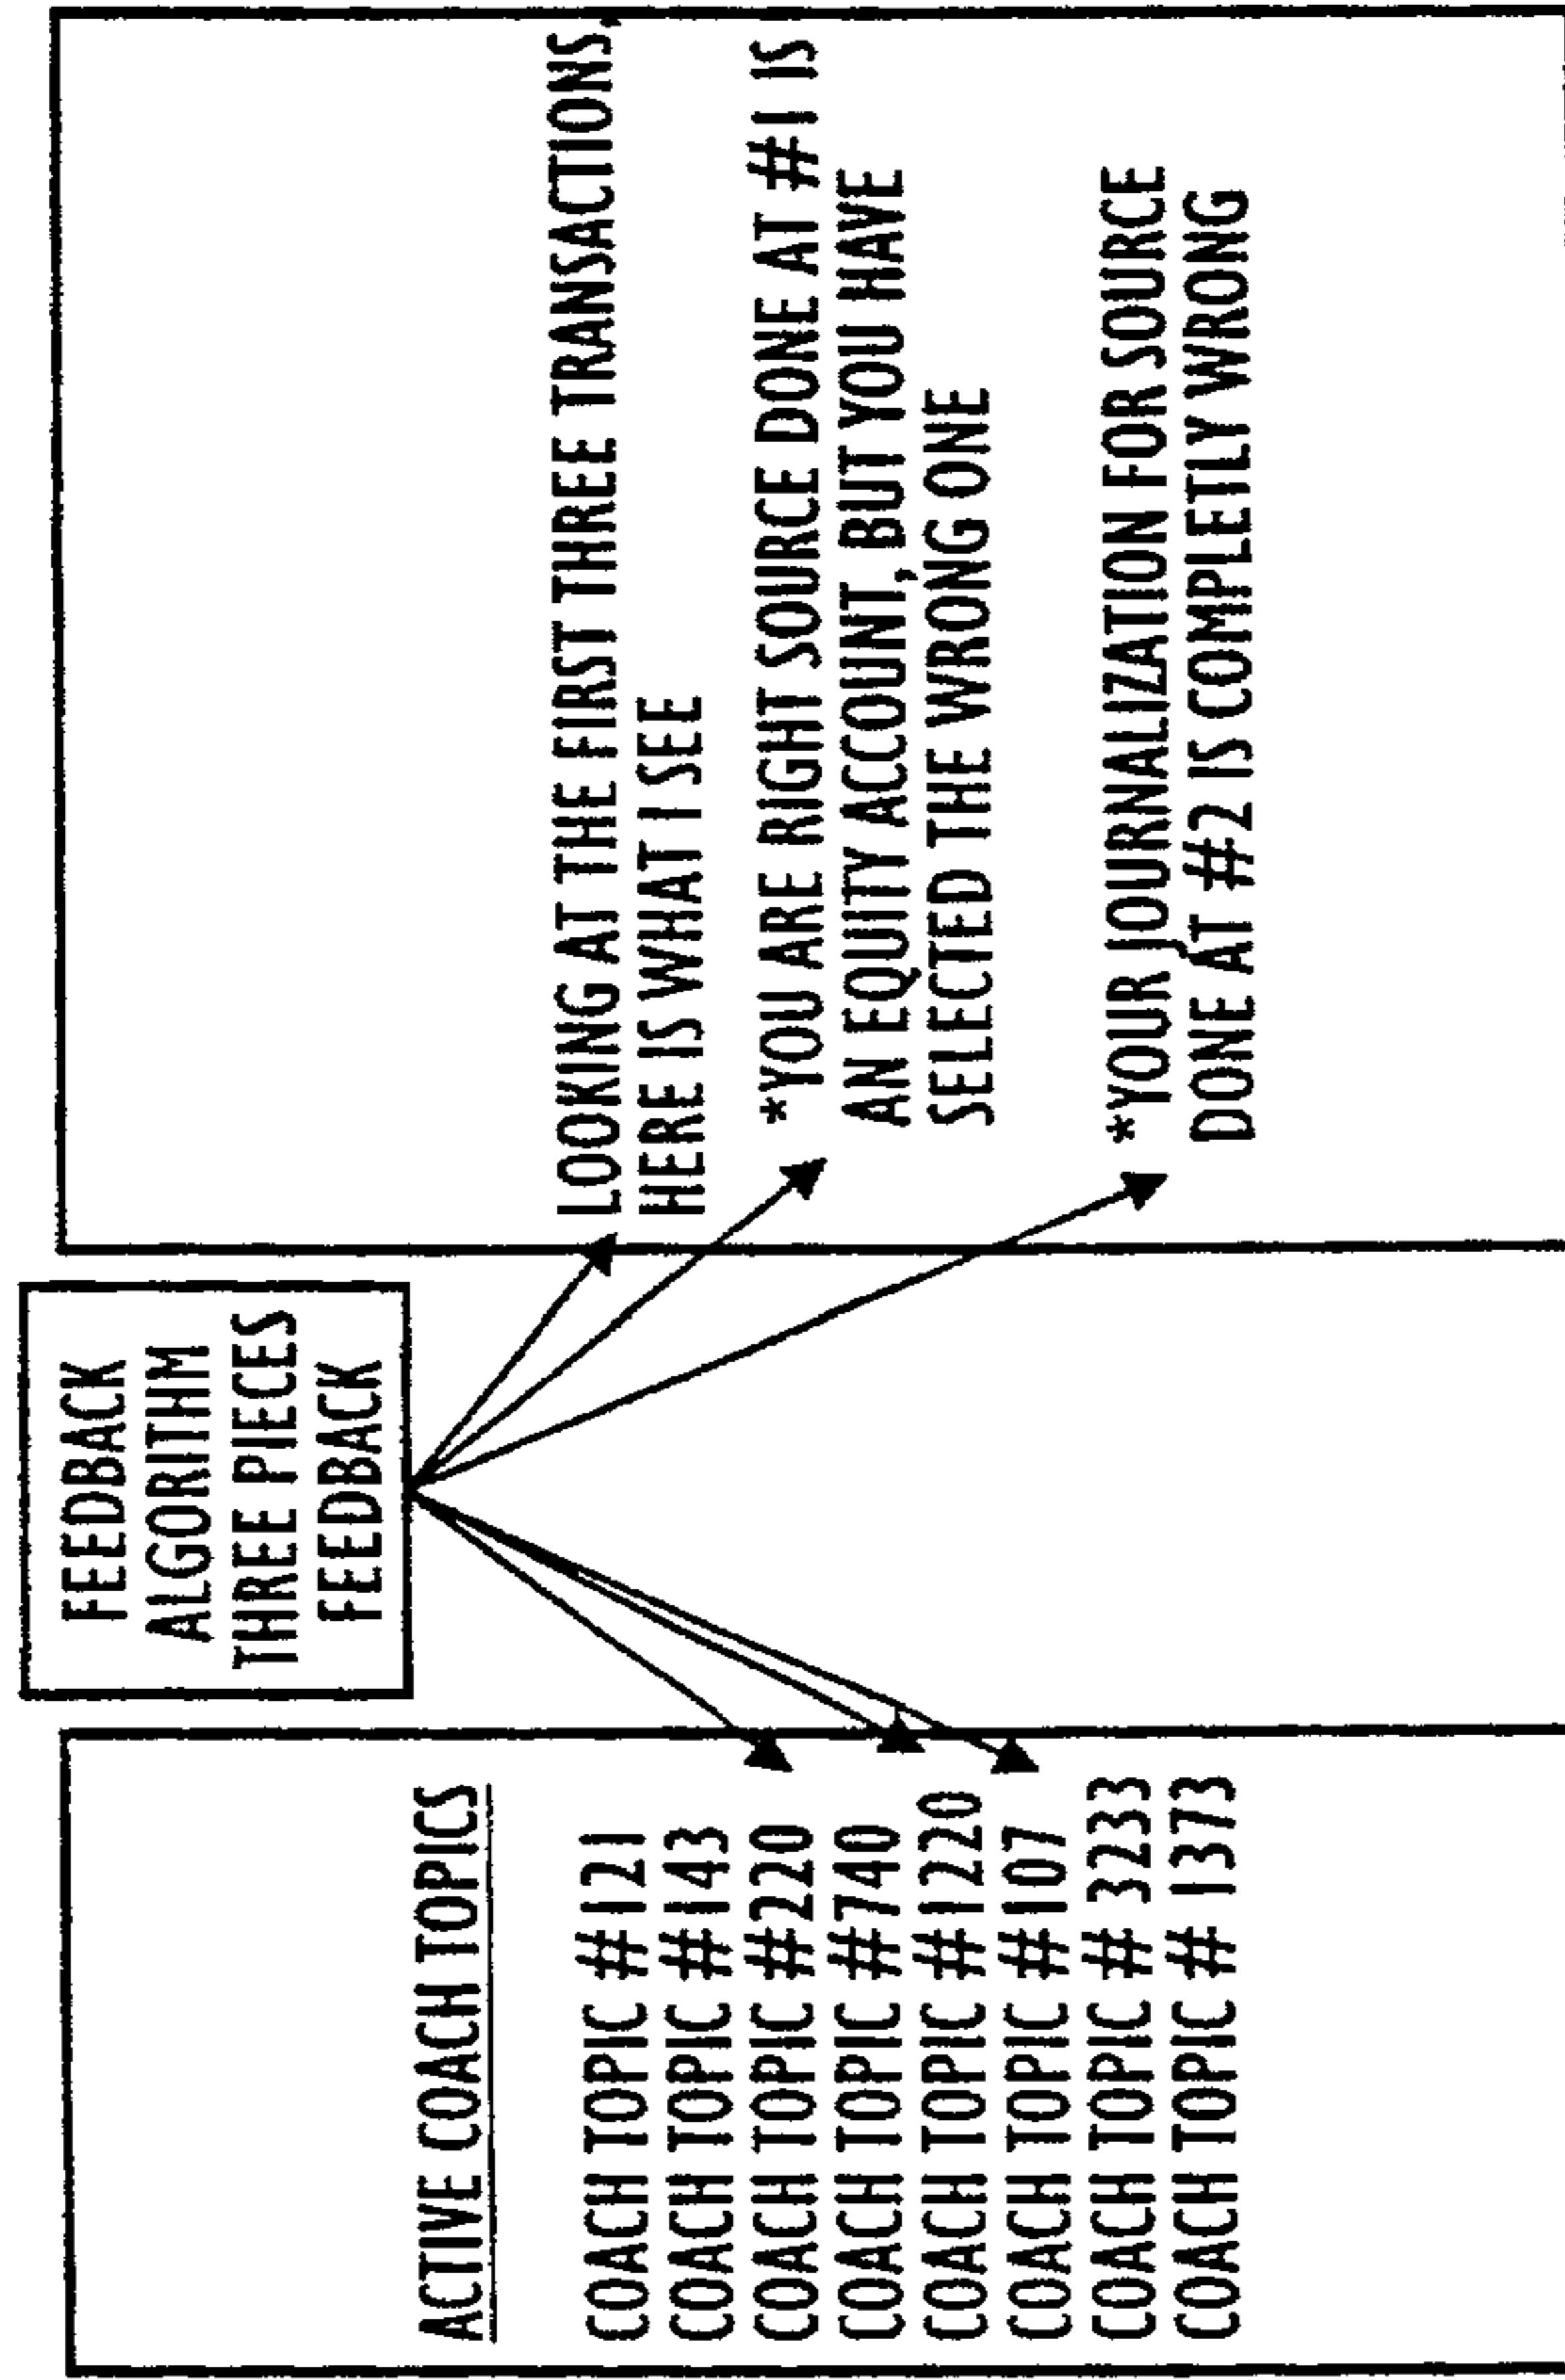 ACTIVE COACH TOPICS
COACH TOPIC #121
COACH TOPIC #143
COACH TOPIC #220
COACH TOPIC #740
COACH TOPIC #1220
COACH TOPIC #107
COACH TOPIC # 3233
COACH TOPIC # 1373
FEEDBACK
ALGORITHM
THREE PIECES
FEEDBACK
LOOKING AT THE FIRST THREE TRANSACTIONS,
HERE IS WHAT I SEE
*YOU ARE RIGHT SOURCE DONE AT #1 IS
AN EQUITY ACCOUNT, BUT YOU HAVE
SELECTED THE WRONG ONE
*YOUR JOURNALIZATION FOR SOURCE
DONE AT #2 IS COMPLETLY WRONG